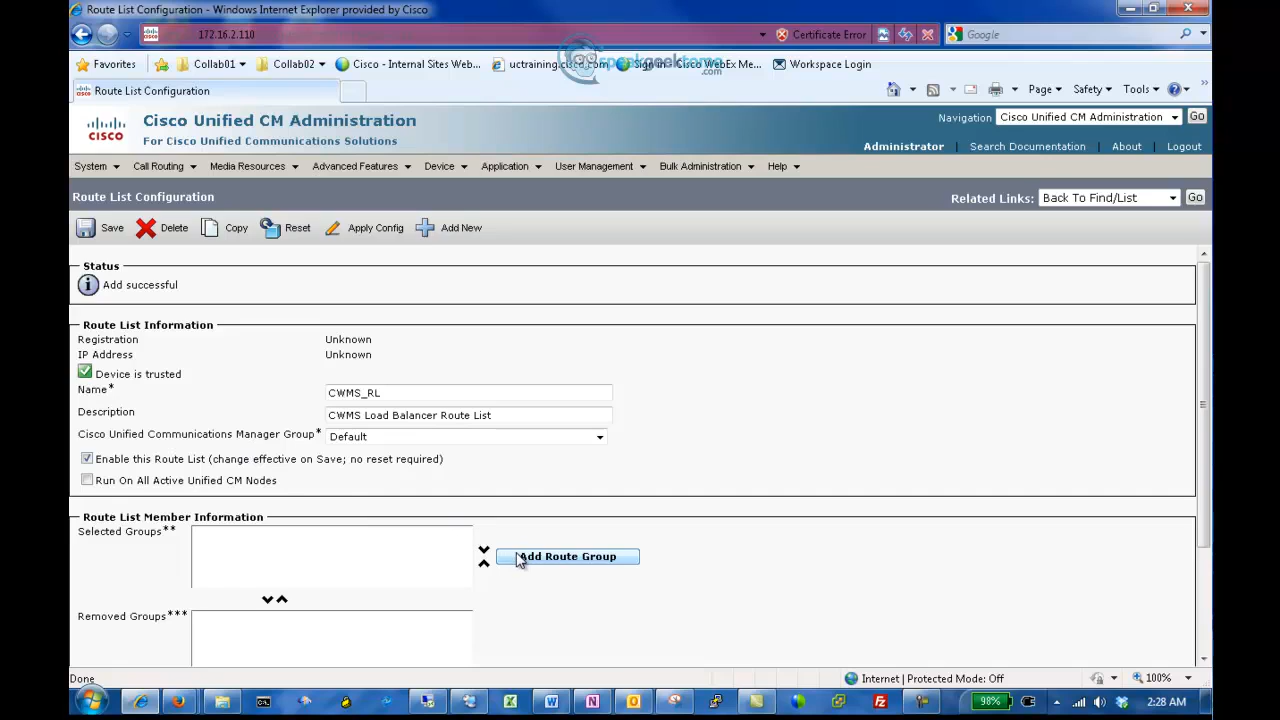 Route List Configuration - Windows Internet Explorer provided by Cisco
172.16.2.110
Certificate Error
Google
Favorites
Collab01
Collab02
Cisco - Internal Sites Web...
uctraining.cisco.com
Sign In - Cisco WebEx Me...
Workspace Login
speakgeektome
.com
Route List Configuration
Page
Safety
Tools
CISCO
Cisco Unified CM Administration
For Cisco Unified Communications Solutions
Navigation
Cisco Unified CM Administration
Go
Administrator
Search Documentation
About
Logout
System
Call Routing
Media Resources
Advanced Features
Device
Application
User Management
Bulk Administration
Help
Route List Configuration
Related Links:
Back To Find/List
Go
Save
Delete
Copy
Reset
Apply Config
Add New
Status
Add successful
Route List Information
Registration
Unknown
IP Address
Unknown
Device is trusted
Name*
CWMS_RL
Description
CWMS Load Balancer Route List
Cisco Unified Communications Manager Group*
Default
Enable this Route List (change effective on Save; no reset required)
Run On All Active Unified CM Nodes
Route List Member Information
Selected Groups**
Add Route Group
Removed Groups***
Done
Internet | Protected Mode: Off
100%
98%
2:28 AM